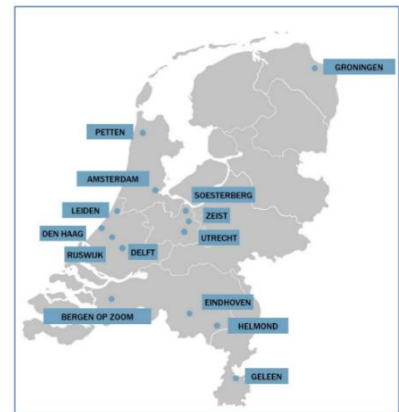 GRONINGEN
PETTEN
AMSTERDAM
SOESTERBERG
LEIDEN
ZEIST
DEN HAAG
UTRECHT
RIJSWIJK
DELFT
EINDHOVEN
BERGEN OP ZOOM
HELMOND
GELEEN